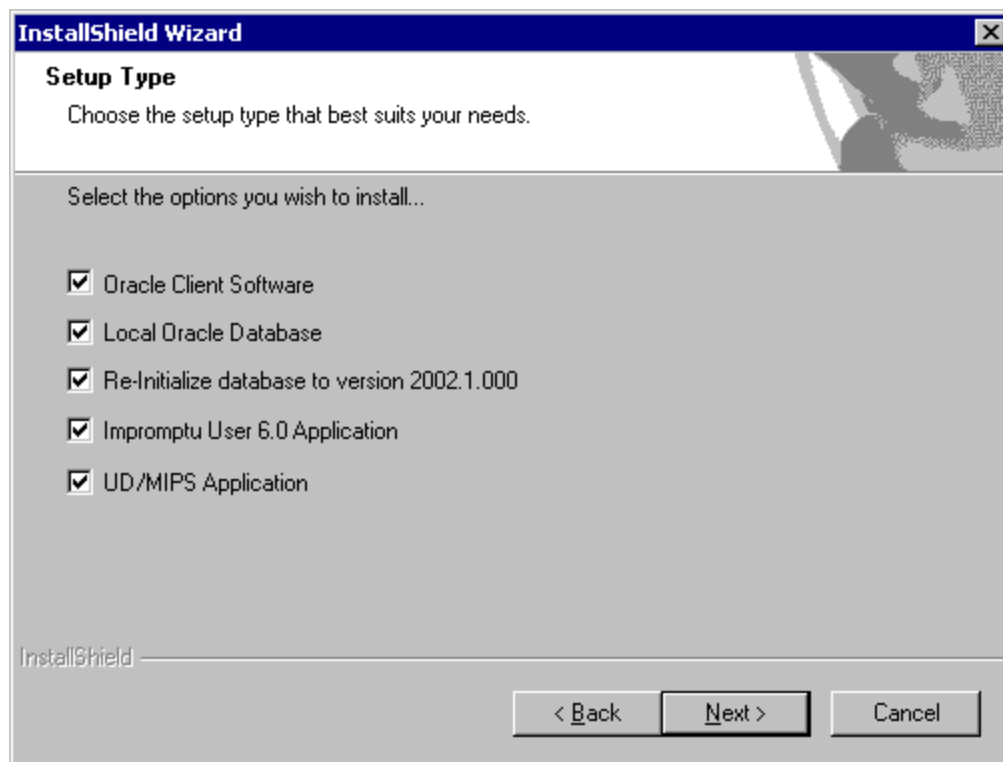 InstallShield Wizard
Setup Type
Choose the setup type that best suits your needs.
Select the options you wish to install...
Oracle Client Software
Local Oracle Database
Re-Initialize database to version 2002.1.000
Impromptu User 6.0 Application
UD/MIPS Application
InstallShield
< Back Next > Cancel